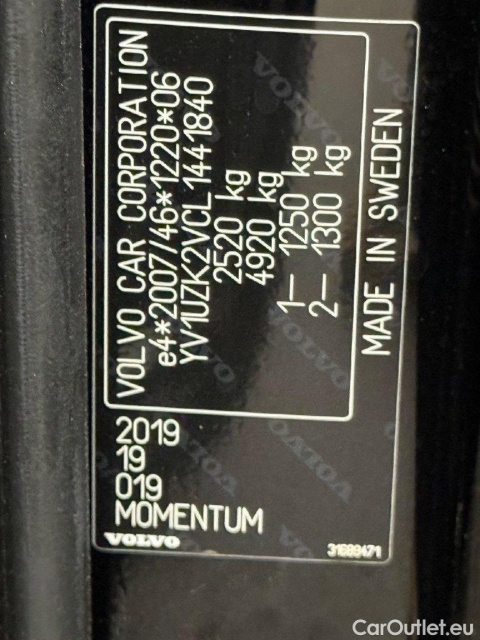 VOLVO CAR CORPORATION
e4*2007/46*1220*06
YV1UZK2VCL1441840
2520 kg
4920 kg
1– 1250 kg
2– 1300 kg
MADE IN SWEDEN
2019
19
019
MOMENTUM
VOLVO
31689471
CarOutlet.eu